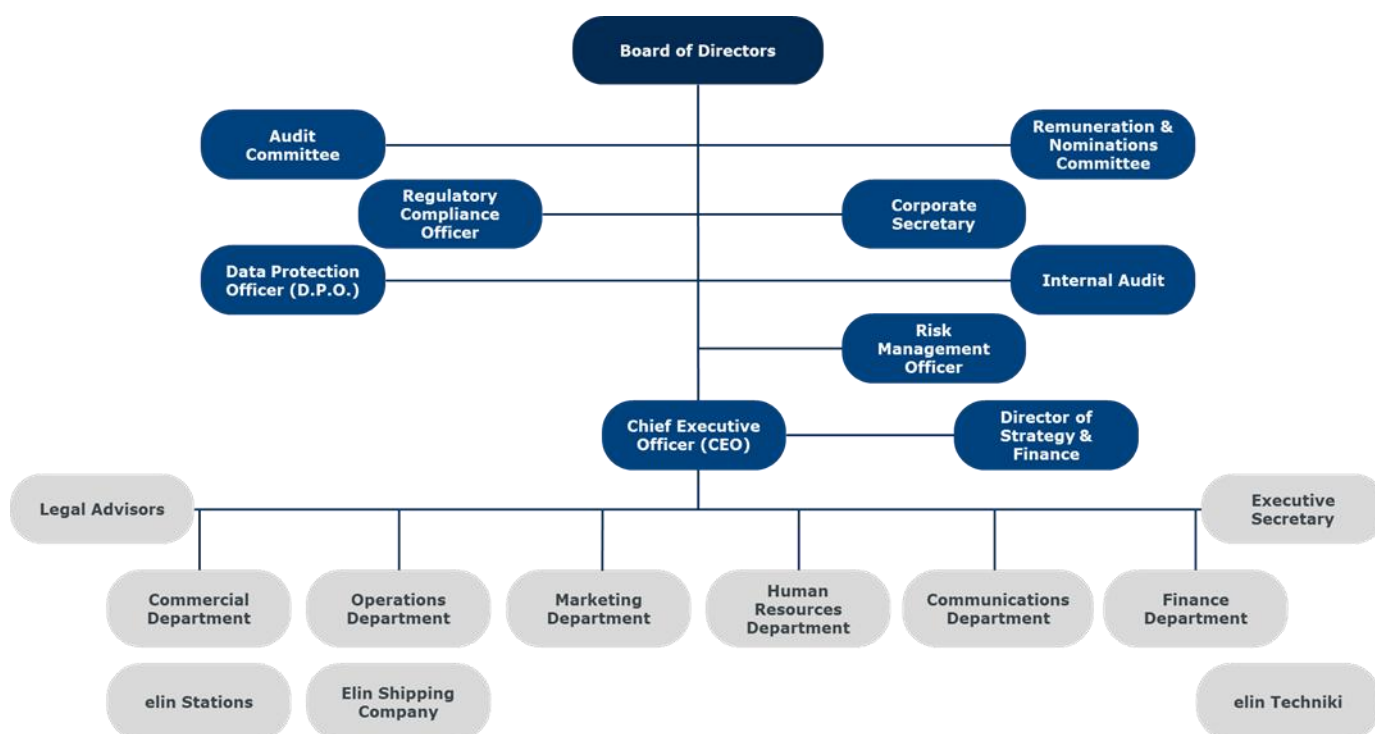 Board of Directors
Audit
Committee
Remuneration &
Nominations
Committee
Regulatory
Compliance
Officer
Corporate
Secretary
Data Protection
Officer (D.P.O.)
Internal Audit
Risk
Management
Officer
Chief Executive
Officer (CEO)
Director of
Strategy &
Finance
Legal Advisors
Executive
Secretary
Commercial
Department
Operations
Department
Marketing
Department
Human
Resources
Department
Communications
Department
Finance
Department
elin Stations
Elin Shipping
Company
elin Techniki